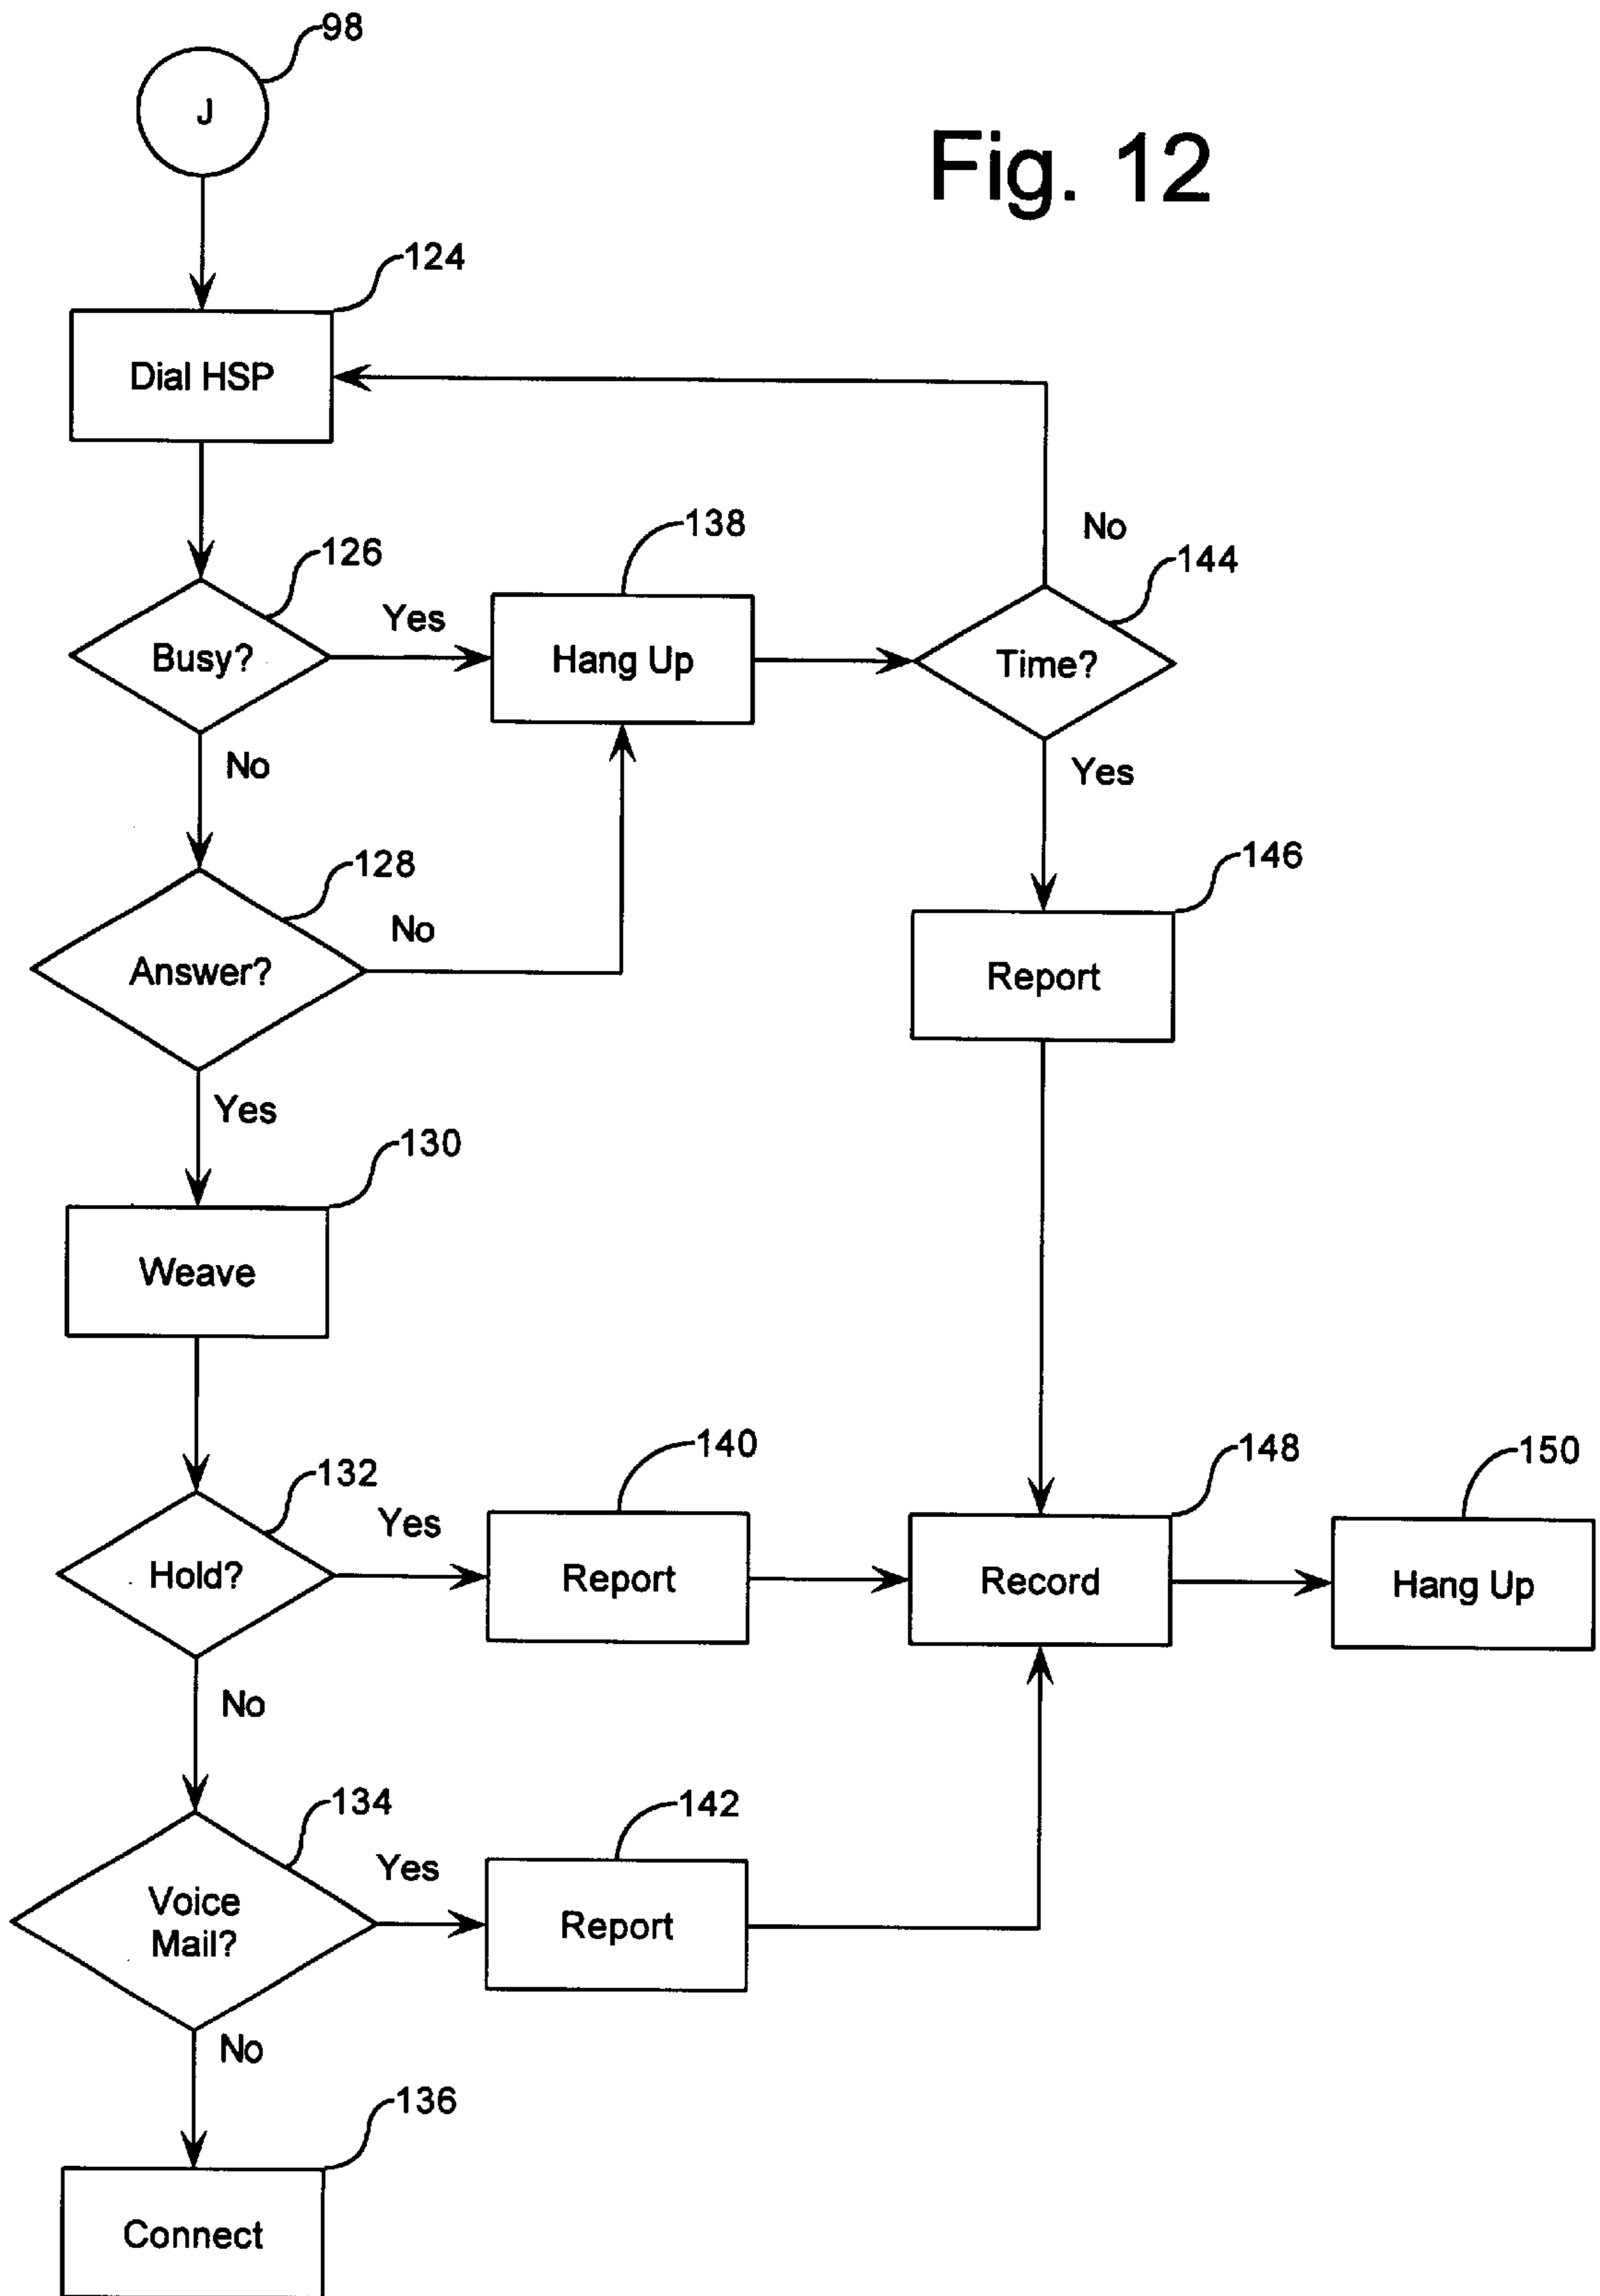 98
J
Fig. 12
124
Dial HSP
No
138
144
126
Yes
Busy?
Hang Up
Time?
No
Yes
128
146
No
Answer?
Report
Yes
130
Weave
140
148
150
132
Yes
Hold?
Report
Record
Hang Up
No
134
142
Yes
Voice
Mail?
Report
No
136
Connect